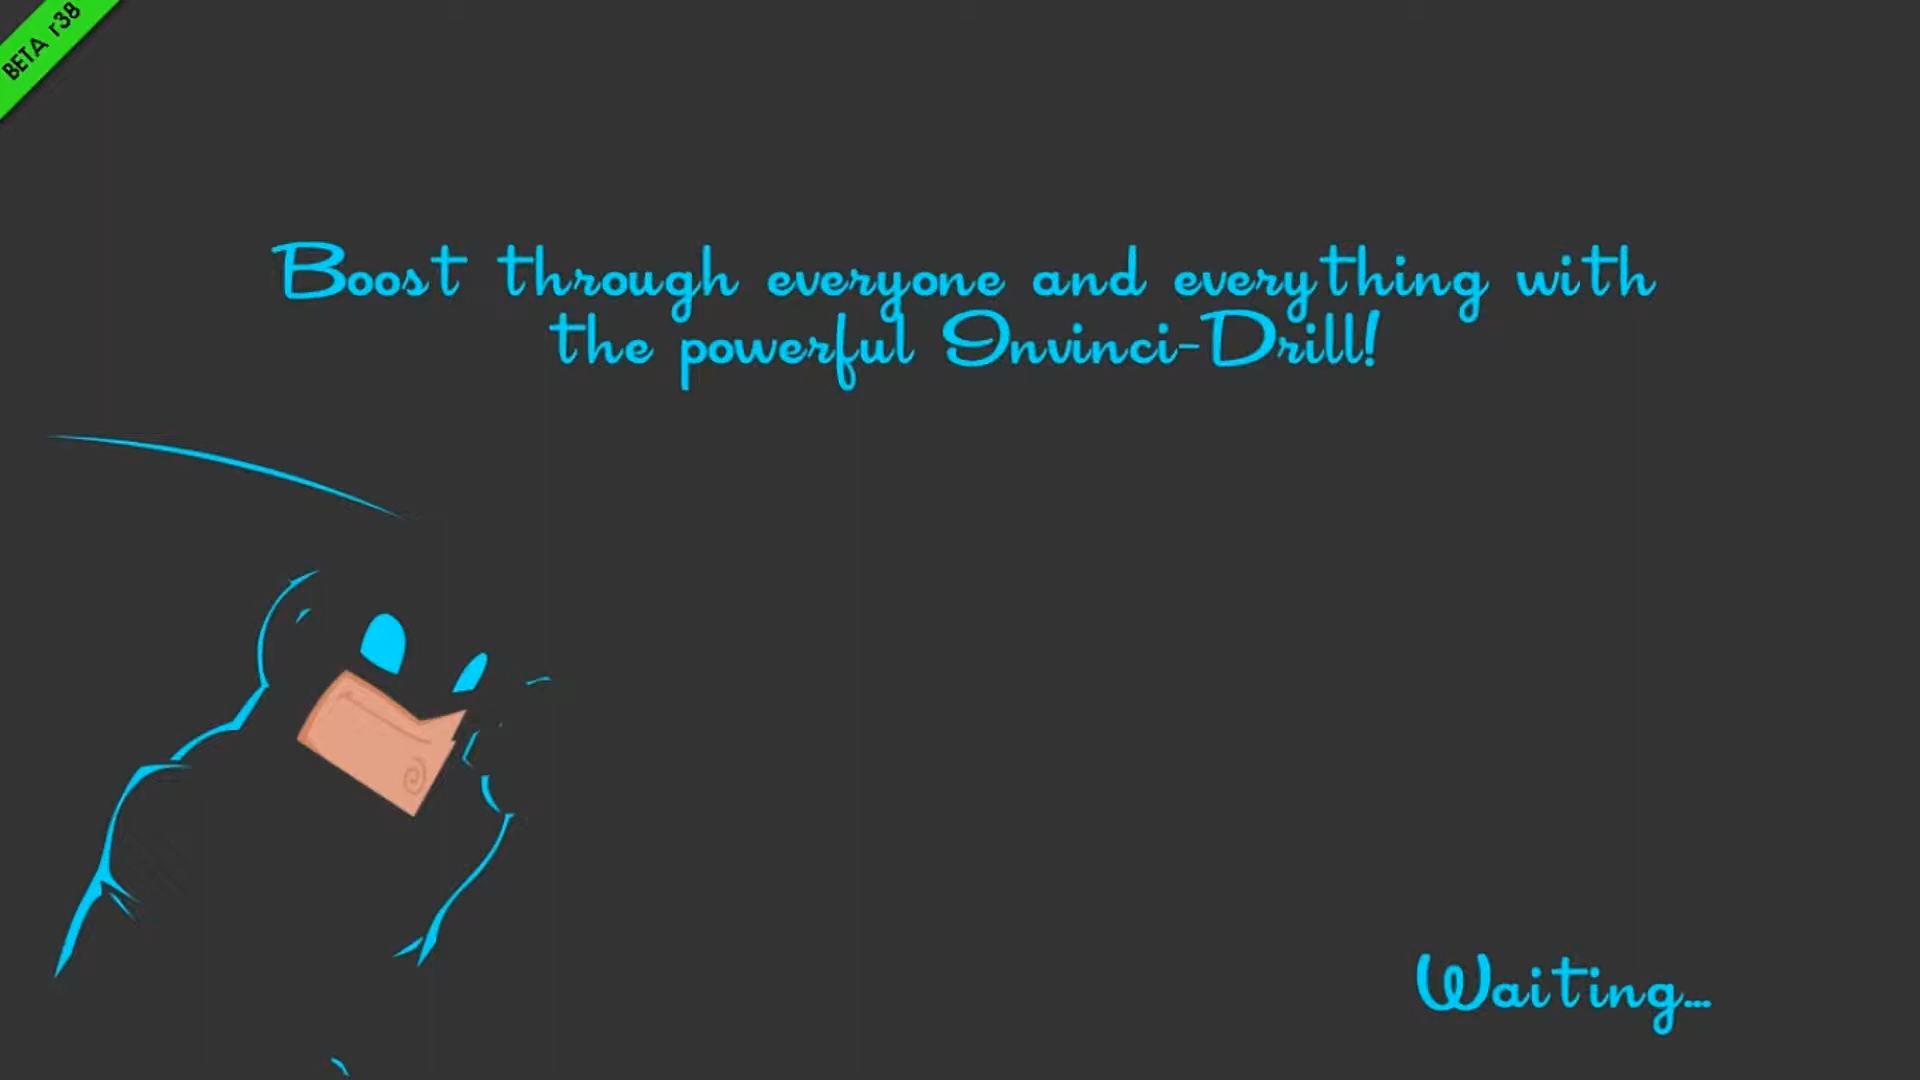 BETA r38
Boost through everyone and everything with
the powerful Invinci-Drill!
Waiting...